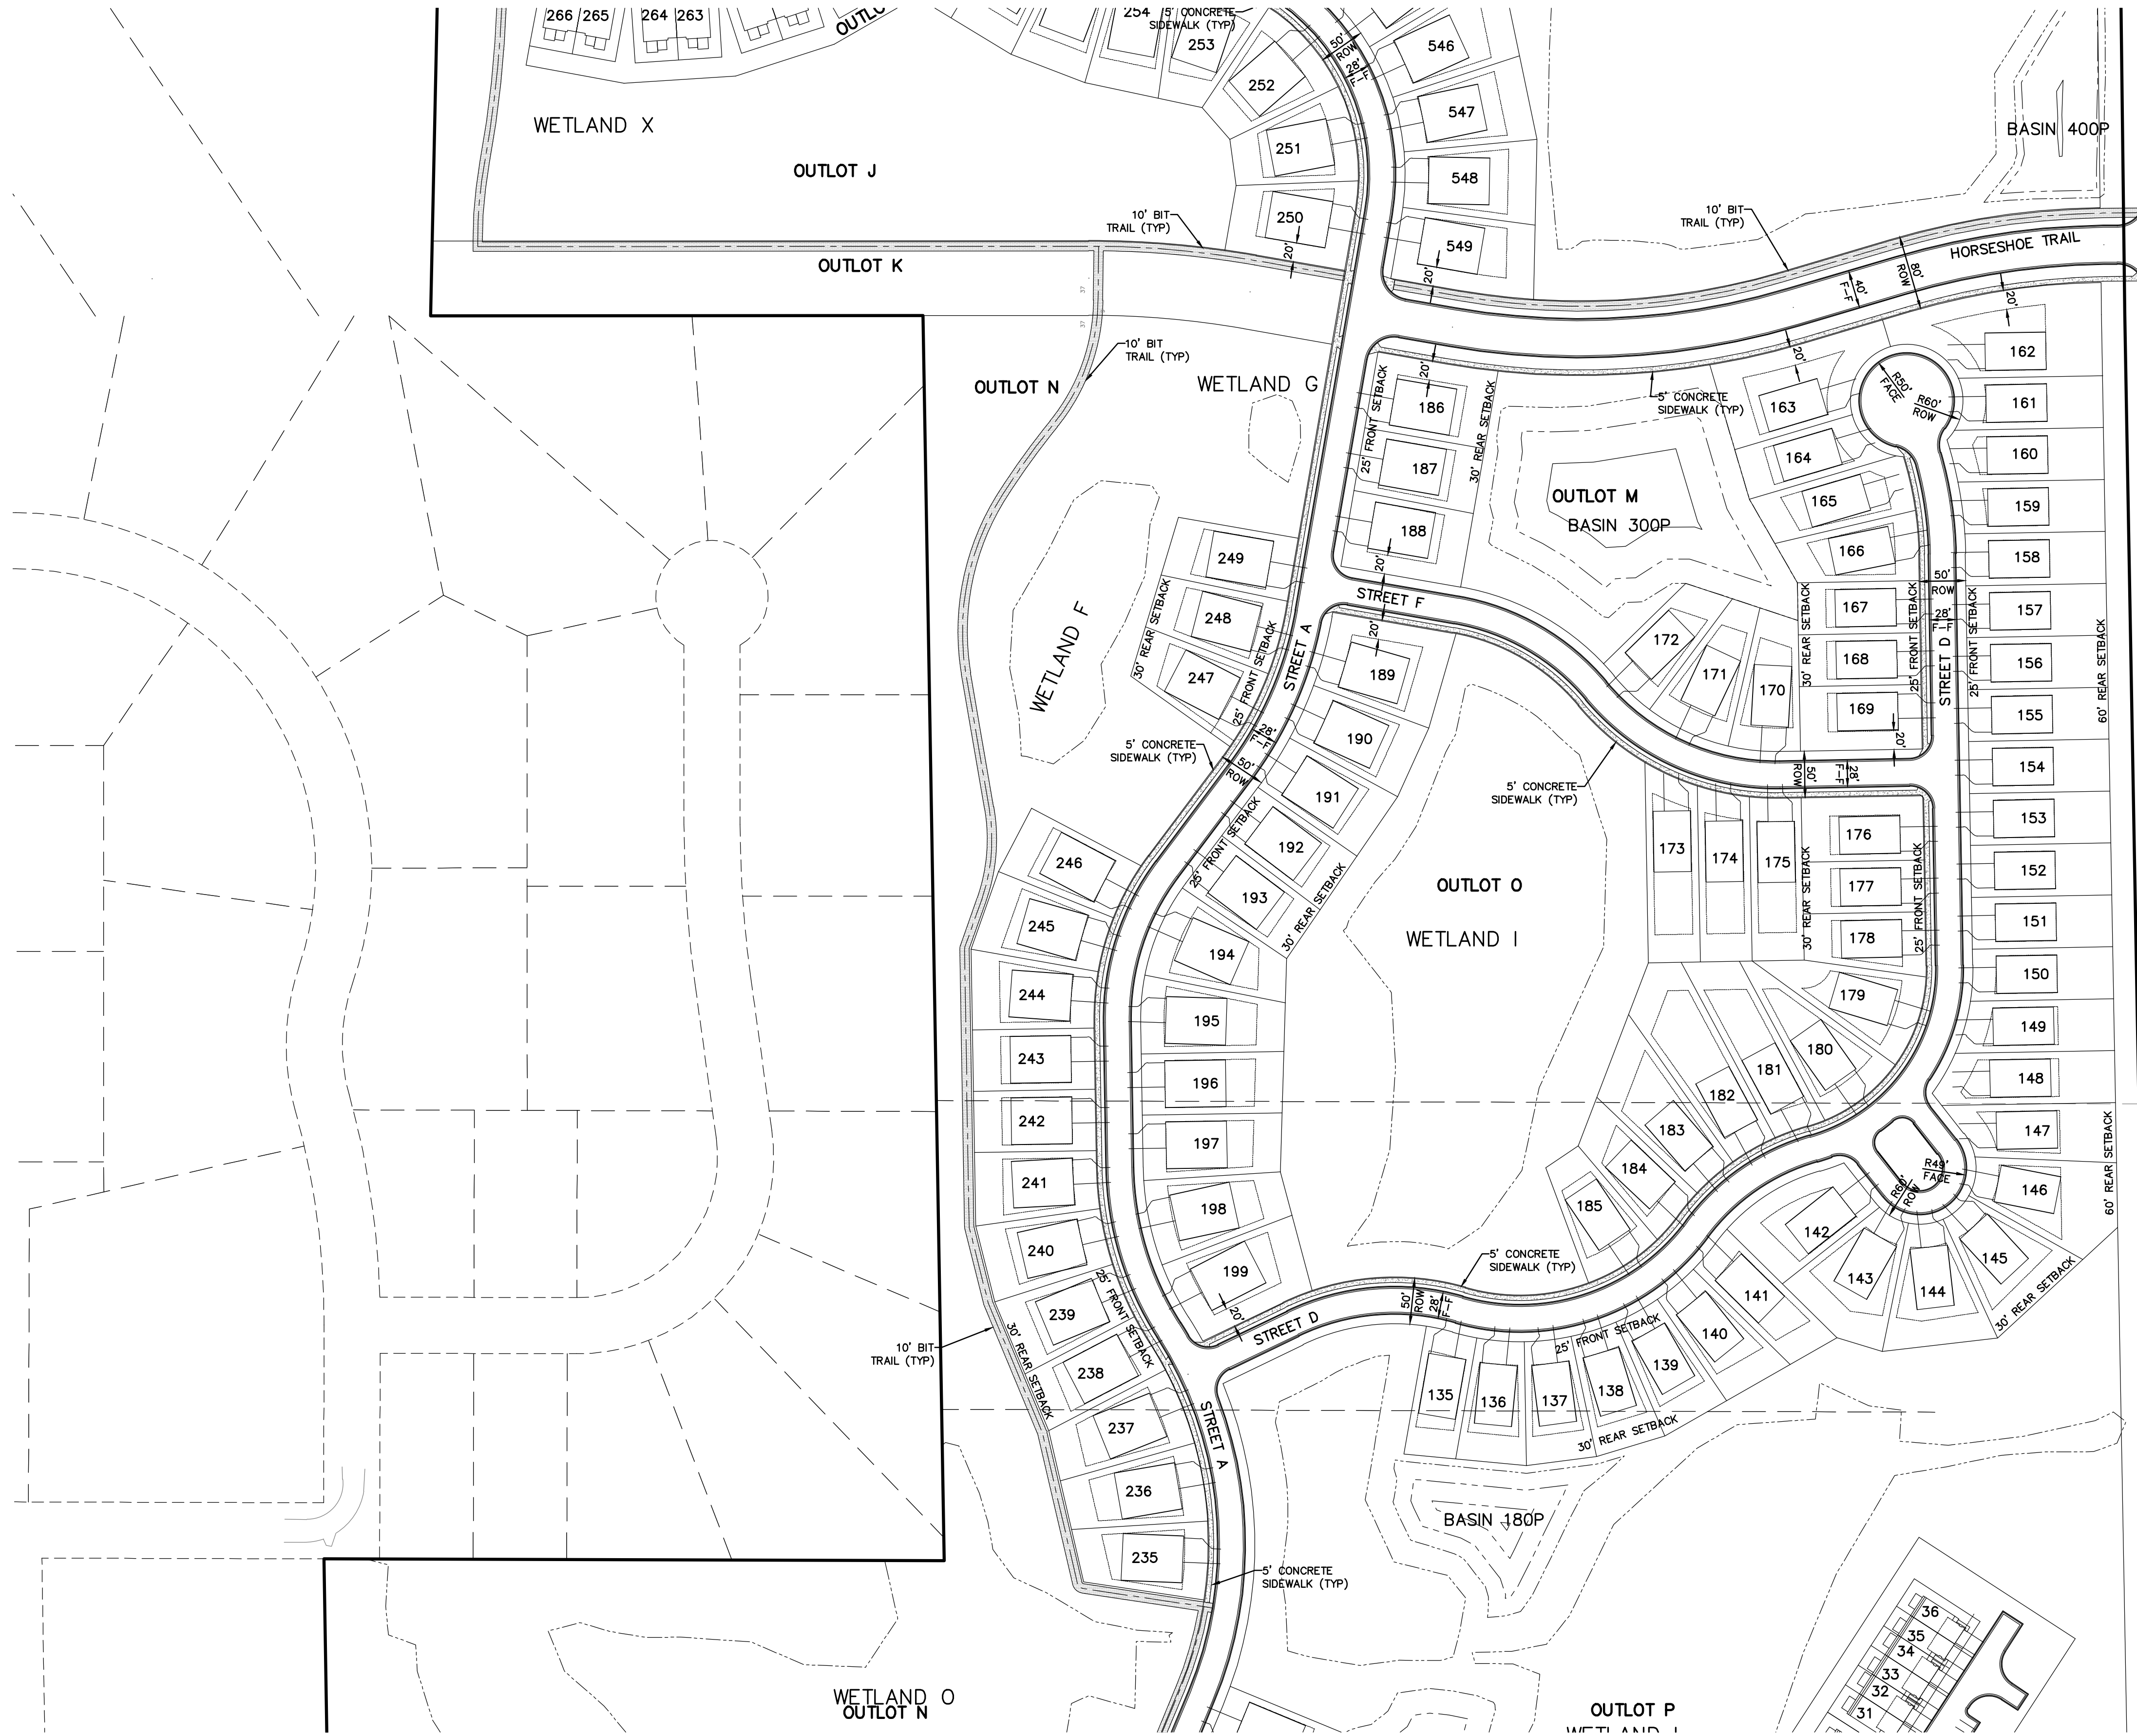 266
265
264
263
254
5' CONCRETE
SIDEWALK (TYP)
253
252
251
250
50'
ROW
28'
F-F
546
547
548
549
WETLAND X
OUTLOT J
10' BIT
TRAIL (TYP)
20'
20'
OUTLOT K
37
37
BASIN 400P
10' BIT
TRAIL (TYP)
HORSESHOE TRAIL
80'
ROW
40'
F-F
20'
20'
20'
10' BIT
TRAIL (TYP)
OUTLOT N
WETLAND G
WETLAND F
25' FRONT SETBACK
30' REAR SETBACK
20'
186
187
188
20'
5' CONCRETE
SIDEWALK (TYP)
OUTLOT M
BASIN 300P
R50'
FACE
R60'
ROW
162
161
160
159
158
157
156
155
154
153
152
151
150
149
148
147
146
145
144
143
142
141
140
139
138
137
136
135
163
164
165
166
167
168
169
170
171
172
50'
ROW
28'
F-F
30' REAR SETBACK
25' FRONT SETBACK
STREET D
25' FRONT SETBACK
60' REAR SETBACK
20'
STREET F
20'
249
248
247
30' REAR SETBACK
25' FRONT SETBACK
STREET A
28'
F-F
50'
ROW
5' CONCRETE
SIDEWALK (TYP)
189
190
191
192
193
194
195
196
197
198
199
25' FRONT SETBACK
30' REAR SETBACK
5' CONCRETE
SIDEWALK (TYP)
OUTLOT O
WETLAND I
50'
ROW
28'
F-F
173
174
175
176
177
178
30' REAR SETBACK
25' FRONT SETBACK
179
180
181
182
183
184
185
R49'
FACE
R60'
ROW
60' REAR SETBACK
30' REAR SETBACK
246
245
244
243
242
241
240
239
238
237
236
235
25' FRONT SETBACK
30' REAR SETBACK
10' BIT
TRAIL (TYP)
20'
STREET D
50'
ROW
28'
F-F
5' CONCRETE
SIDEWALK (TYP)
25' FRONT SETBACK
30' REAR SETBACK
STREET A
BASIN 180P
5' CONCRETE
SIDEWALK (TYP)
36
35
34
33
32
31
WETLAND O
OUTLOT N
OUTLOT P